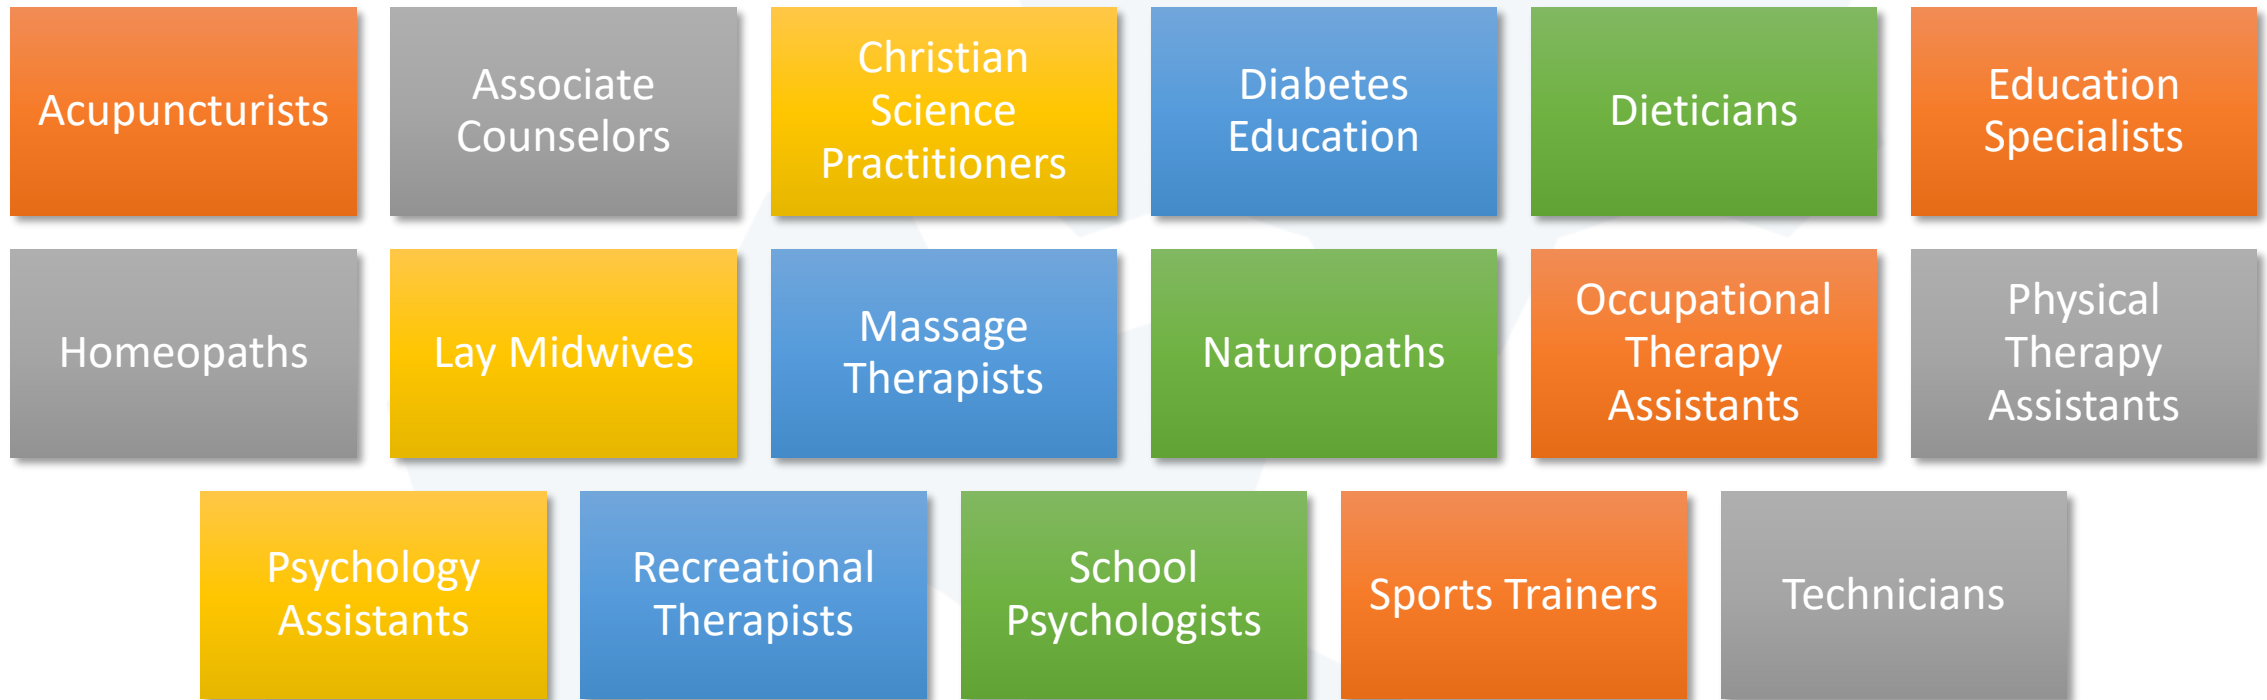 Acupuncturists
Associate
Counselors
Christian
Science
Practitioners
Diabetes
Education
Dieticians
Education
Specialists
Homeopaths
Lay Midwives
Massage
Therapists
Naturopaths
Occupational
Therapy
Assistants
Physical
Therapy
Assistants
Psychology
Assistants
Recreational
Therapists
School
Psychologists
Sports Trainers
Technicians